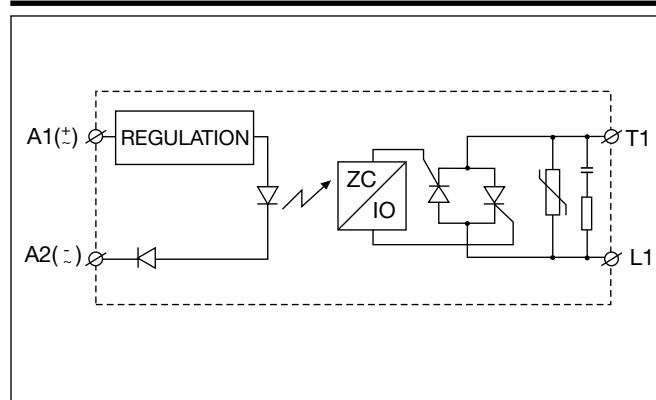 A1(+~) REGULATION T1
ZC
IO
A2(-~) L1